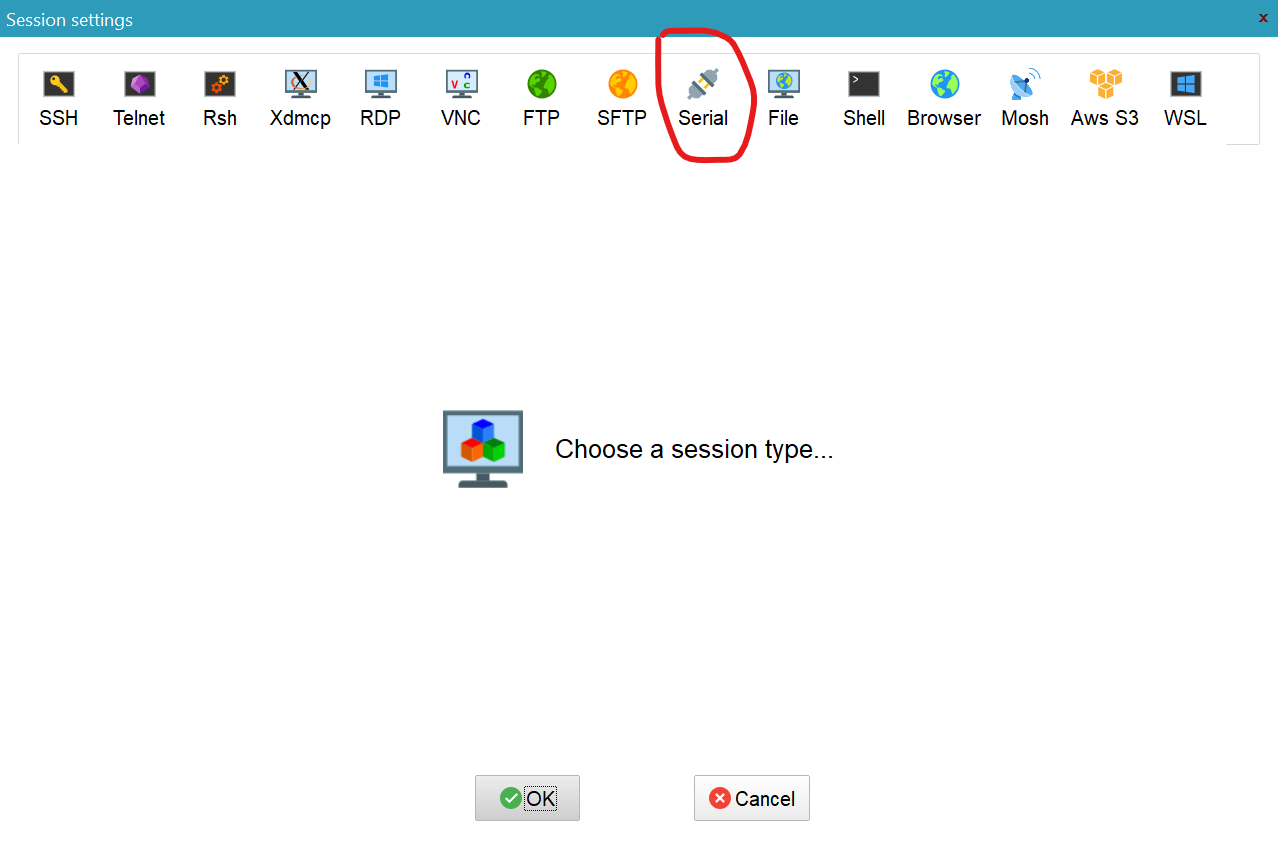 Session settings
SSH Telnet Rsh Xdmcp RDP VNC FTP SFTP Serial File Shell Browser Mosh Aws S3 WSL
Choose a session type...
OK Cancel